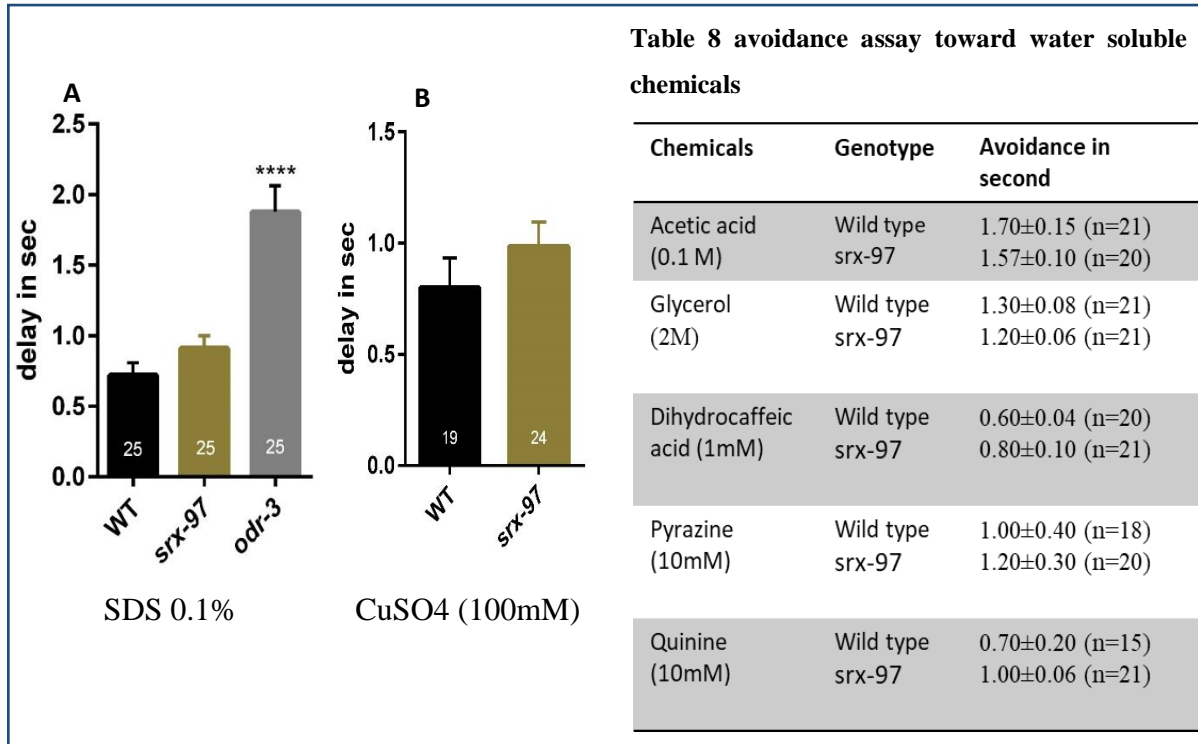 A
2.5
2.0
1.5
1.0
0.5
0.0
delay in sec
****
25
25
25
WT
srx-97
odr-3
SDS 0.1%
B
1.5
1.0
0.5
0.0
delay in sec
19
24
WT
srx-97
CuSO4 (100mM)
Table 8 avoidance assay toward water soluble
chemicals
Chemicals Genotype Avoidance in
second
Acetic acid Wild type 1.70±0.15 (n=21)
(0.1 M) srx-97 1.57±0.10 (n=20)
Glycerol Wild type 1.30±0.08 (n=21)
(2M) srx-97 1.20±0.06 (n=21)
Dihydrocaffeic Wild type 0.60±0.04 (n=20)
acid (1mM) srx-97 0.80±0.10 (n=21)
Pyrazine Wild type 1.00±0.40 (n=18)
(10mM) srx-97 1.20±0.30 (n=20)
Quinine Wild type 0.70±0.20 (n=15)
(10mM) srx-97 1.00±0.06 (n=21)